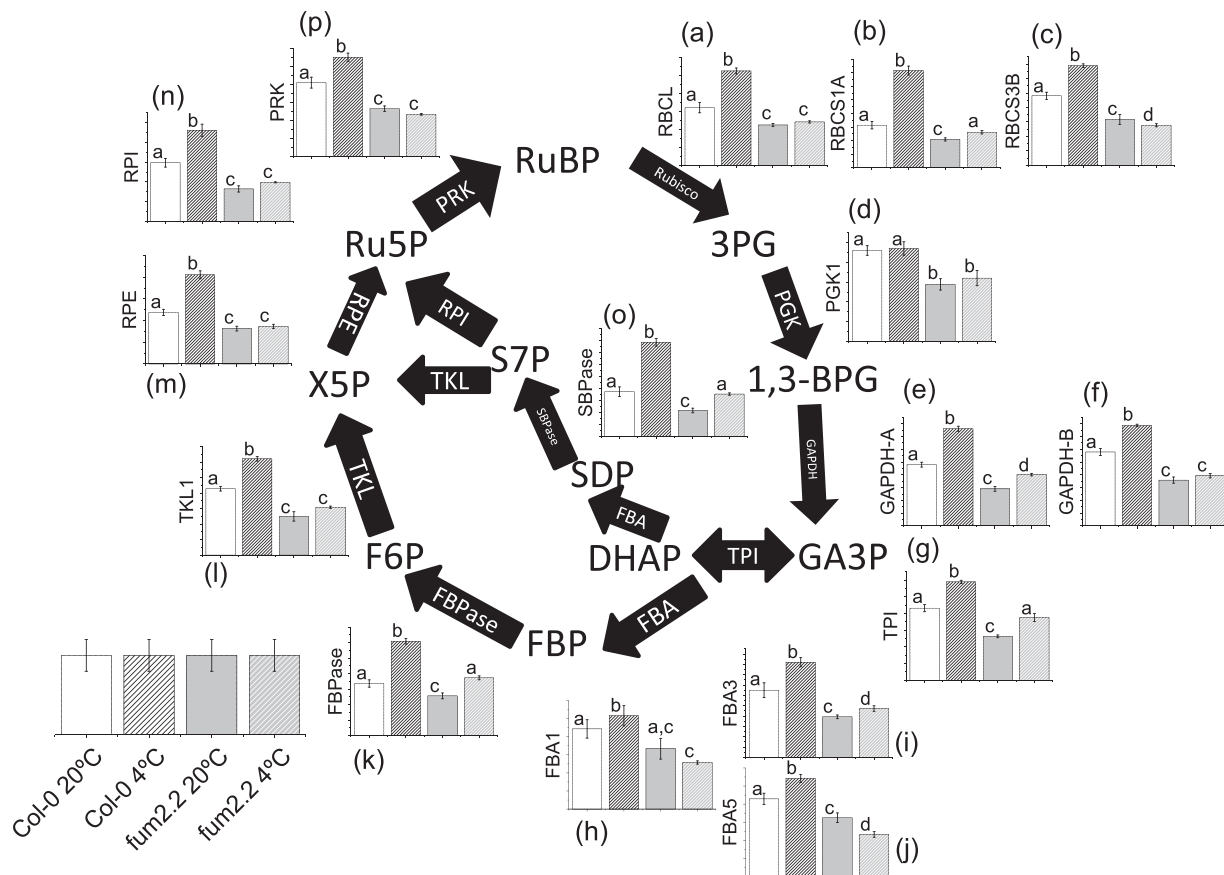 (p)
PRK
a b c c
(a)
RBCL
a b c c
(b)
RBCS1A
a b c a
(c)
RBCS3B
a b c d
(n)
RPI
a b c c
RuBP
Rubisco
PRK
Ru5P
3PG
(d)
PGK1
a a b b
RPE
a b c c
(m)
RPE
RPI
PGK
(o)
SBPase
a b c a
S7P
X5P
TKL
1,3-BPG
SBPase
GAPDH
(e)
GAPDH-A
a b c d
(f)
GAPDH-B
a b c c
TKL1
a b c c
(l)
TKL
SDP
FBA
F6P
DHAP
TPI
GA3P
(g)
TPI
a b c a
FBPase
FBA
FBP
FBPase
a b c a
(k)
FBA1
a b a,c c
(h)
FBA3
a b c d
(i)
FBA5
a b c d
(j)
Col-0 20ºC
Col-0 4ºC
fum2.2 20ºC
fum2.2 4ºC